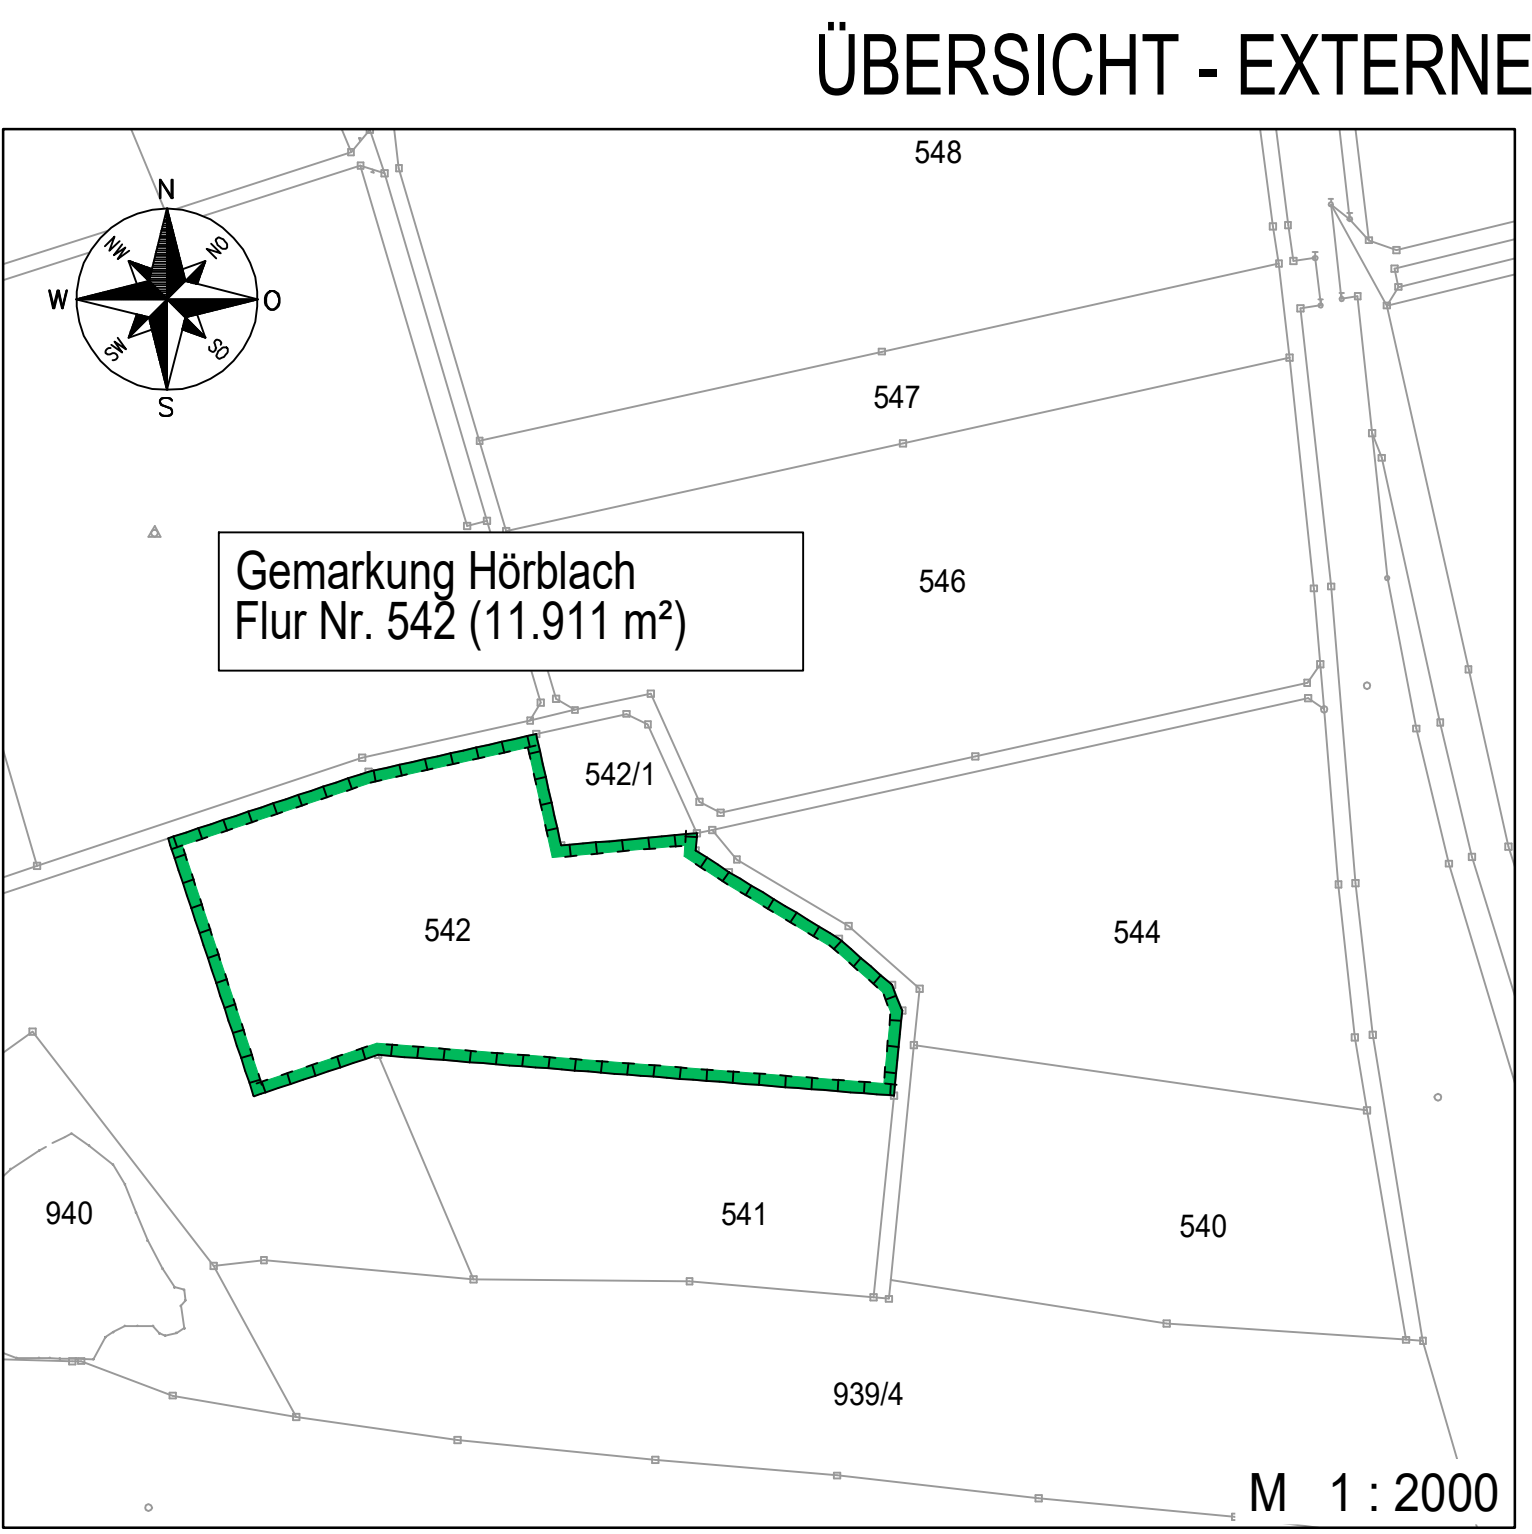 ÜBERSICHT - EXTERNE
548
N
NW
NO
W
O
SW
SO
S
547
Gemarkung Hörblach
Flur Nr. 542 (11.911 m²)
546
542/1
542
544
940
541
540
939/4
M 1 : 2000